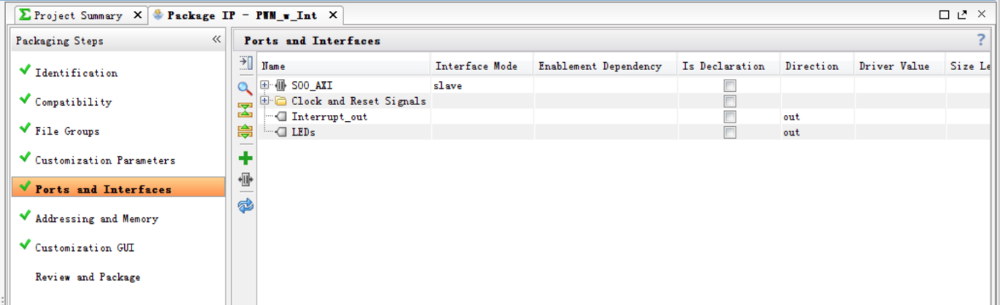 Project Summary X Package IP - PWM_w_Int X
Packaging Steps «
Identification
Compatibility
File Groups
Customization Parameters
Ports and Interfaces
Addressing and Memory
Customization GUI
Review and Package
Ports and Interfaces ?
Name Interface Mode Enablement Dependency Is Declaration Direction Driver Value Size Le
S00_AXI slave
Clock and Reset Signals
Interrupt_out out
LEDs out